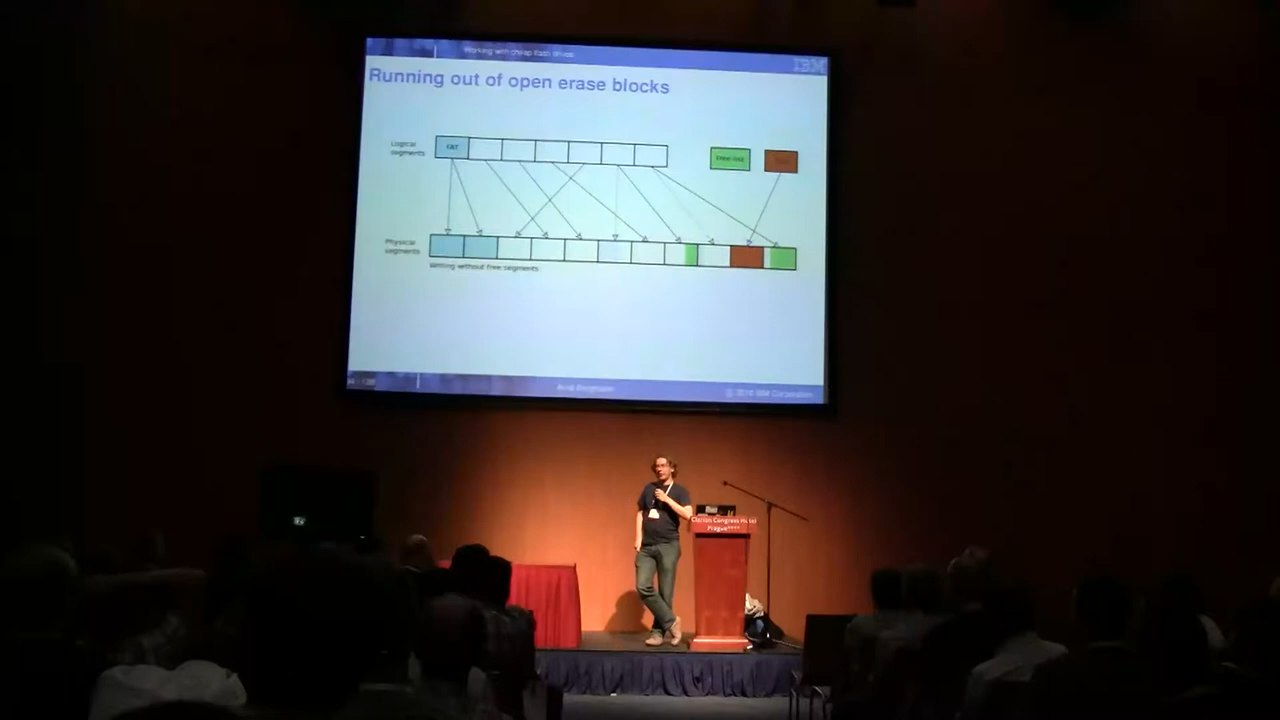 Working with cheap flash drives
IBM
Running out of open erase blocks
Logical
segments
FAT
Free list
Physical
segments
Writing without free segments
Arnd Bergmann
IBM Corporation
Clarion Congress Hotel
Prague****